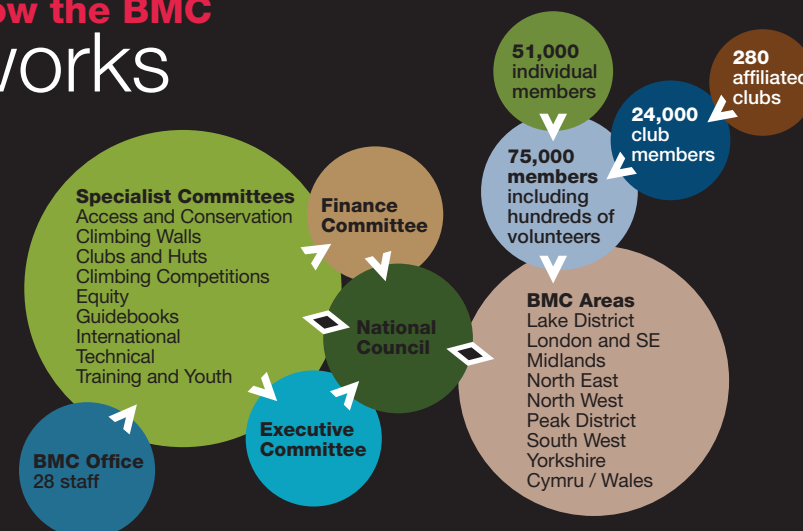 ow the BMC
works
51,000
individual
members
280
affiliated
clubs
24,000
club
members
75,000
members
including
hundreds of
volunteers
Specialist Committees
Access and Conservation
Climbing Walls
Clubs and Huts
Climbing Competitions
Equity
Guidebooks
International
Technical
Training and Youth
Finance
Committee
National
Council
BMC Areas
Lake District
London and SE
Midlands
North East
North West
Peak District
South West
Yorkshire
Cymru / Wales
Executive
Committee
BMC Office
28 staff